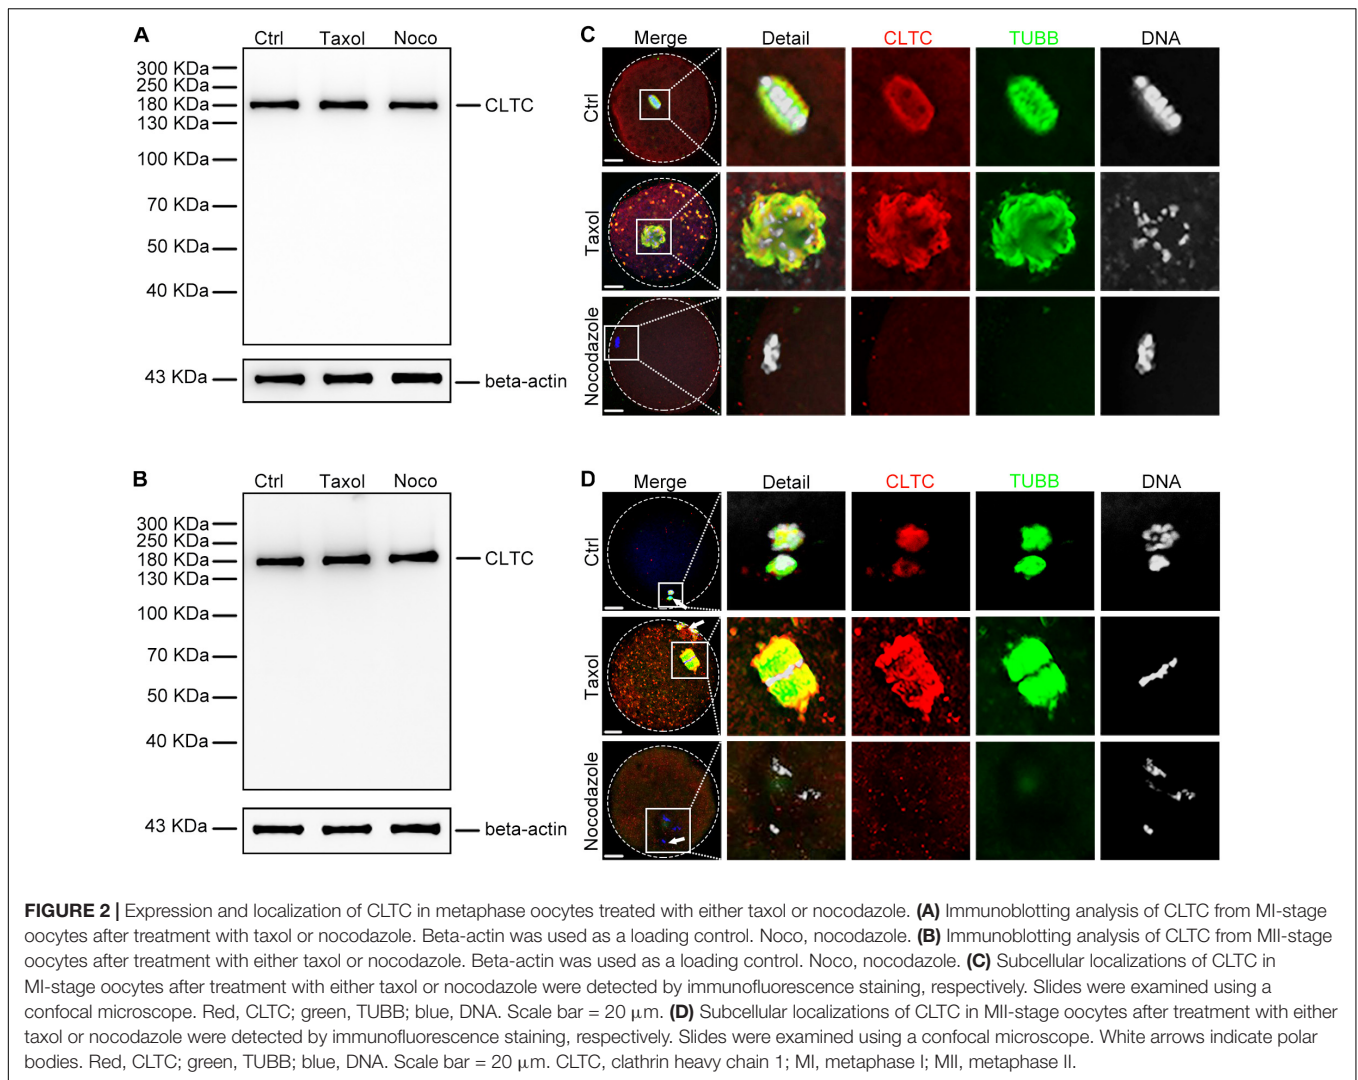 A
Ctrl Taxol Noco
300 KDa
250 KDa
180 KDa
CLTC
130 KDa
100 KDa
70 KDa
50 KDa
40 KDa
43 KDa
beta-actin
C
Merge Detail CLTC TUBB DNA
Ctrl
Taxol
Nocodazole
B
Ctrl Taxol Noco
300 KDa
250 KDa
180 KDa
CLTC
130 KDa
100 KDa
70 KDa
50 KDa
40 KDa
43 KDa
beta-actin
D
Merge Detail CLTC TUBB DNA
Ctrl
Taxol
Nocodazole
FIGURE 2 | Expression and localization of CLTC in metaphase oocytes treated with either taxol or nocodazole. (A) Immunoblotting analysis of CLTC from MI-stage
oocytes after treatment with taxol or nocodazole. Beta-actin was used as a loading control. Noco, nocodazole. (B) Immunoblotting analysis of CLTC from MII-stage
oocytes after treatment with either taxol or nocodazole. Beta-actin was used as a loading control. Noco, nocodazole. (C) Subcellular localizations of CLTC in
MI-stage oocytes after treatment with either taxol or nocodazole were detected by immunofluorescence staining, respectively. Slides were examined using a
confocal microscope. Red, CLTC; green, TUBB; blue, DNA. Scale bar = 20 μm. (D) Subcellular localizations of CLTC in MII-stage oocytes after treatment with either
taxol or nocodazole were detected by immunofluorescence staining, respectively. Slides were examined using a confocal microscope. White arrows indicate polar
bodies. Red, CLTC; green, TUBB; blue, DNA. Scale bar = 20 μm. CLTC, clathrin heavy chain 1; MI, metaphase I; MII, metaphase II.